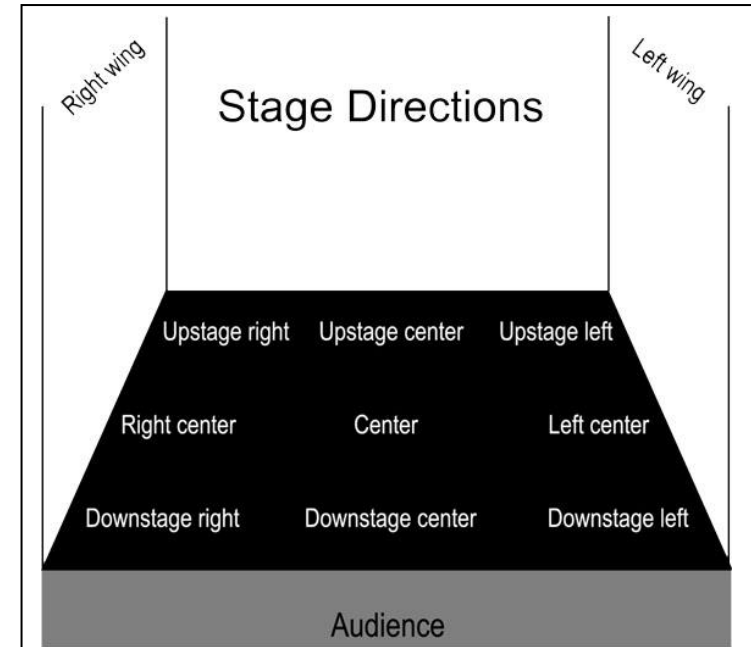 Right wing
Left wing
Stage Directions
Upstage right Upstage center Upstage left
Right center Center Left center
Downstage right Downstage center Downstage left
Audience